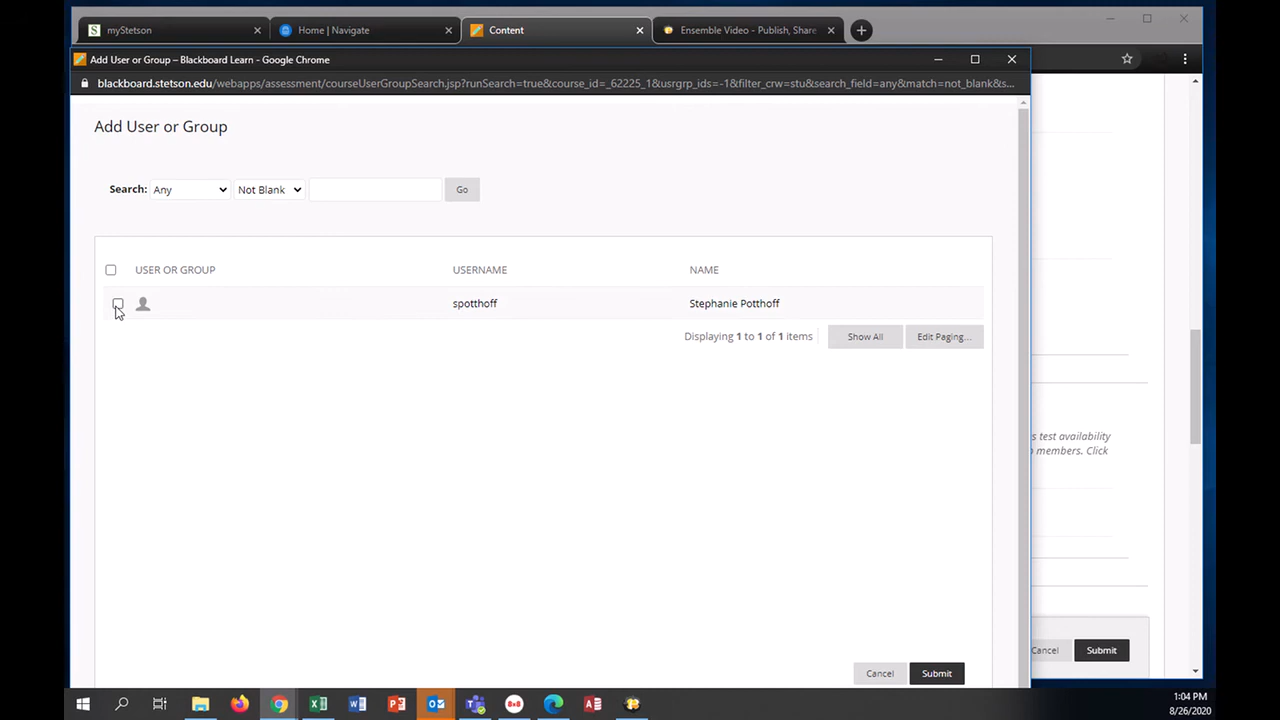 myStetson
Home | Navigate
Content
Ensemble Video - Publish, Share
Add User or Group – Blackboard Learn - Google Chrome
blackboard.stetson.edu/webapps/assessment/courseUserGroupSearch.jsp?runSearch=true&course_id=_62225_1&usrgrp_ids=-1&filter_crw=stu&search_field=any&match=not_blank&s...
Add User or Group
Search: Any Not Blank Go
USER OR GROUP USERNAME NAME
spotthoff Stephanie Potthoff
Displaying 1 to 1 of 1 items Show All Edit Paging...
s test availability
members. Click
Cancel Submit
Cancel Submit
1:04 PM
8/26/2020